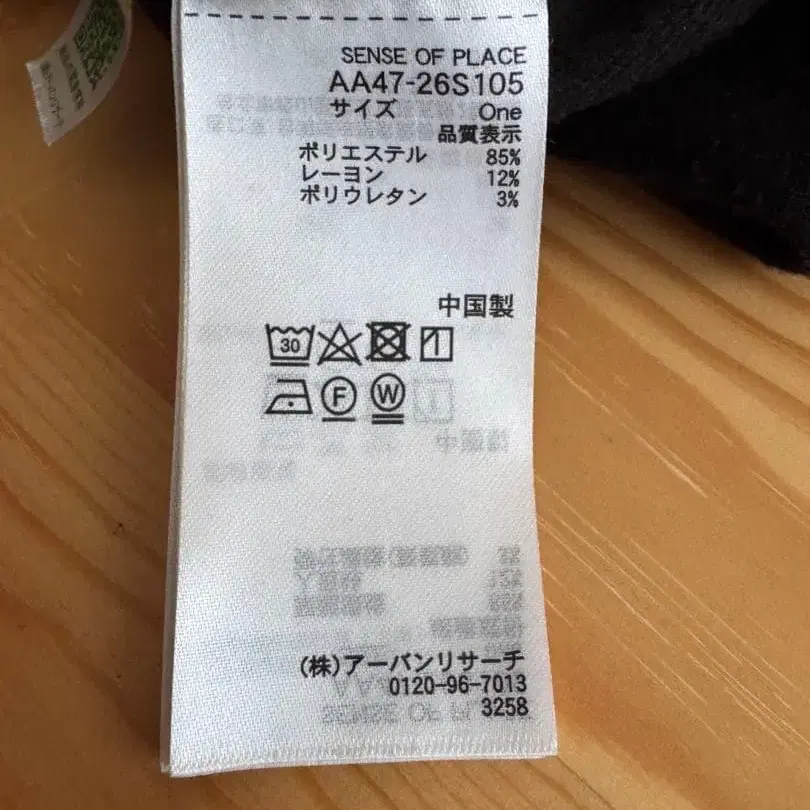 SENSE OF PLACE
AA47-26S105
サイズ One
品質表示
ポリエステル 85%
レーヨン 12%
ポリウレタン 3%
中国製
30
F W
(株)アーバンリサーチ
0120-96-7013
3258